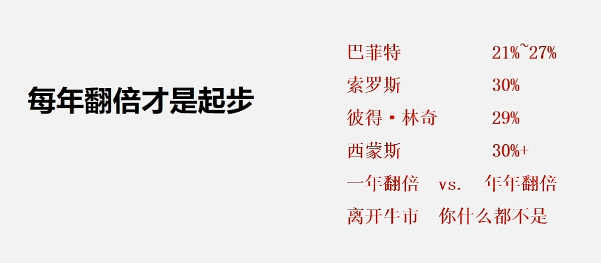 每年翻倍才是起步
巴菲特 21%~27%
索罗斯 30%
彼得·林奇 29%
西蒙斯 30%+
一年翻倍 vs. 年年翻倍
离开牛市 你什么都不是